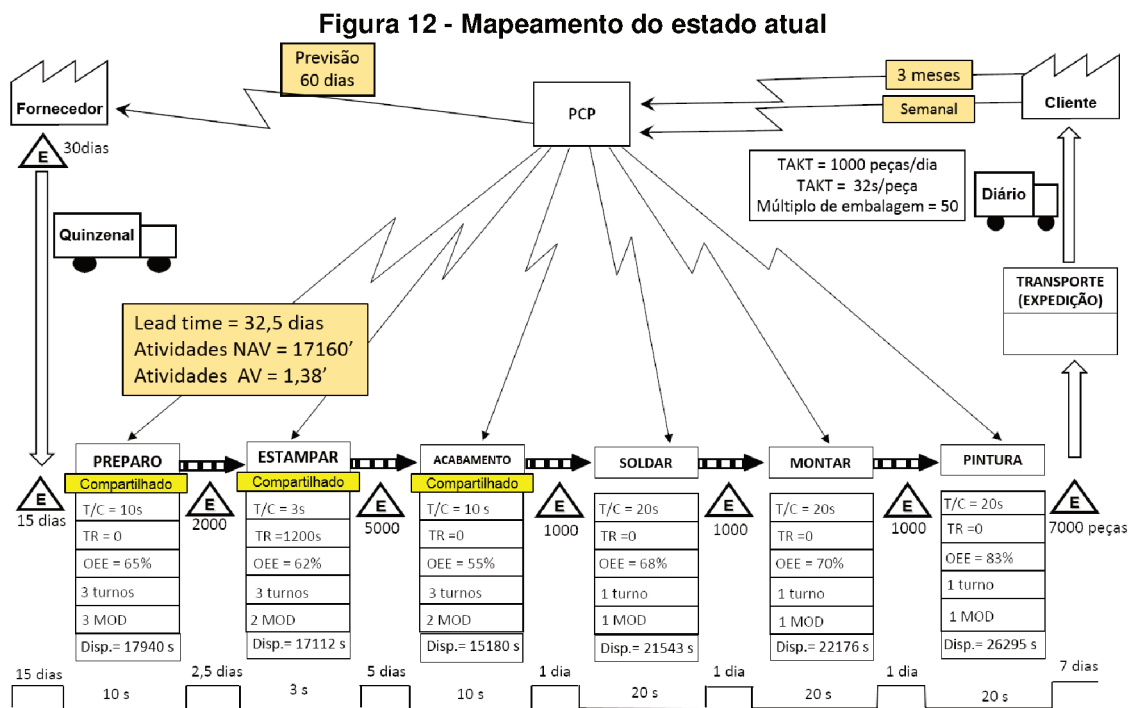 Figura 12 - Mapeamento do estado atual
Previsão
60 dias
Fornecedor
E
30dias
Quinzenal
PCP
3 meses
Semanal
Cliente
TAKT = 1000 peças/dia
TAKT = 32s/peça
Múltiplo de embalagem = 50
Diário
TRANSPORTE
(EXPEDIÇÃO)
Lead time = 32,5 dias
Atividades NAV = 17160’
Atividades AV = 1,38’
PREPARO
Compartilhado
T/C = 10s
TR = 0
OEE = 65%
3 turnos
3 MOD
Disp.= 17940 s
ESTAMPAR
Compartilhado
T/C = 3s
TR =1200s
OEE = 62%
3 turnos
2 MOD
Disp.= 17112 s
ACABAMENTO
Compartilhado
T/C = 10 s
TR =0
OEE = 55%
3 turnos
2 MOD
Disp.= 15180 s
SOLDAR
T/C = 20s
TR =0
OEE = 68%
1 turno
1 MOD
Disp.= 21543 s
MONTAR
T/C = 20s
TR =0
OEE = 70%
1 turno
1 MOD
Disp.= 22176 s
PINTURA
T/C = 20s
TR =0
OEE = 83%
1 turno
1 MOD
Disp.= 26295 s
E
15 dias
E
2000
E
5000
E
1000
E
1000
E
1000
E
7000 peças
15 dias
10 s
2,5 dias
3 s
5 dias
10 s
1 dia
20 s
1 dia
20 s
1 dia
20 s
7 dias